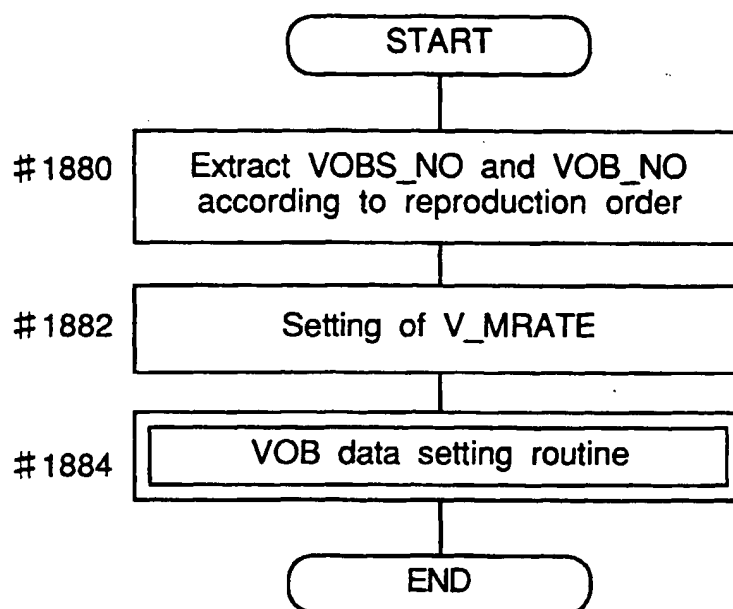 START
#1880
Extract VOBS_NO and VOB_NO
according to reproduction order
#1882
Setting of V_MRATE
#1884
VOB data setting routine
END